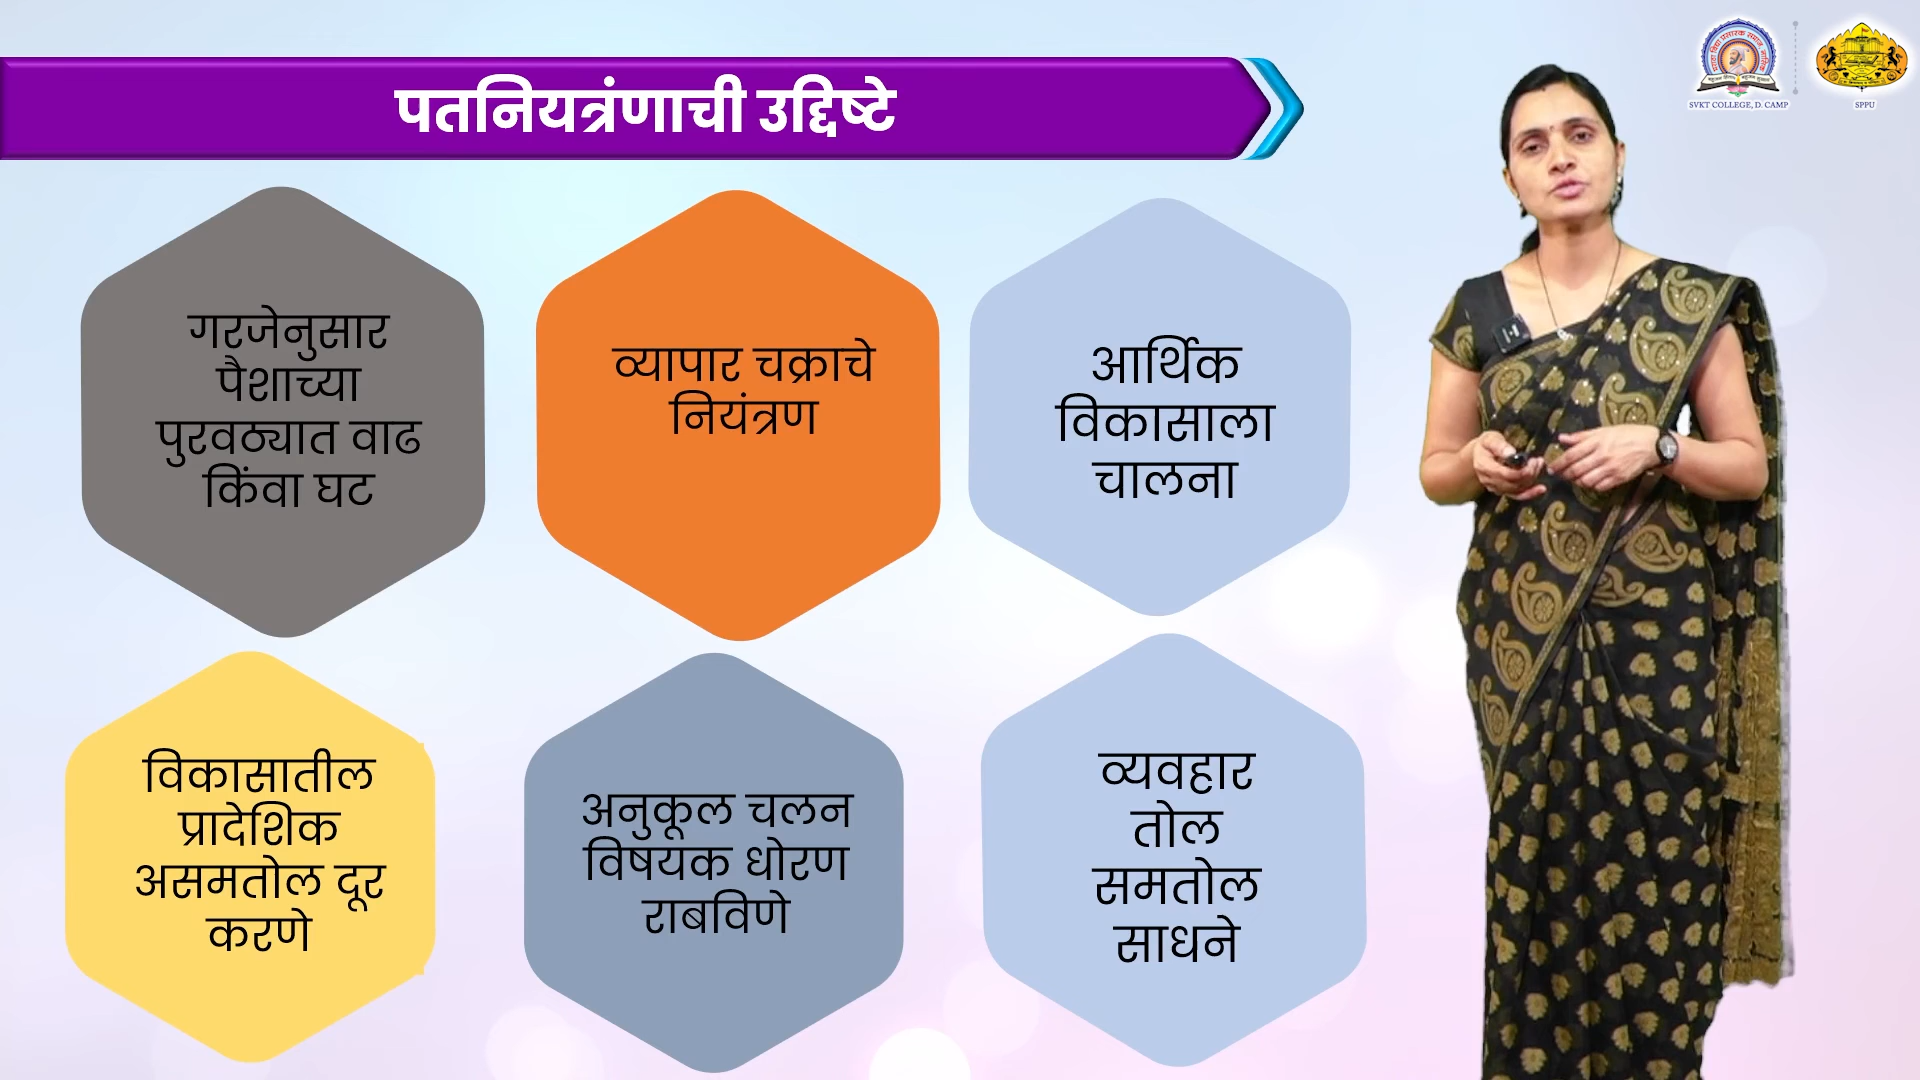 पतनियत्रंणाची उद्दिष्टे
गरजेनुसार
पैशाच्या
पुरवठ्यात वाढ
किंवा घट
व्यापार चक्राचे
नियंत्रण
आर्थिक
विकासाला
चालना
विकासातील
प्रादेशिक
असमतोल दूर
करणे
अनुकूल चलन
विषयक धोरण
राबविणे
व्यवहार
तोल
समतोल
साधने
SVKT COLLEGE, D. CAMP
SPPU